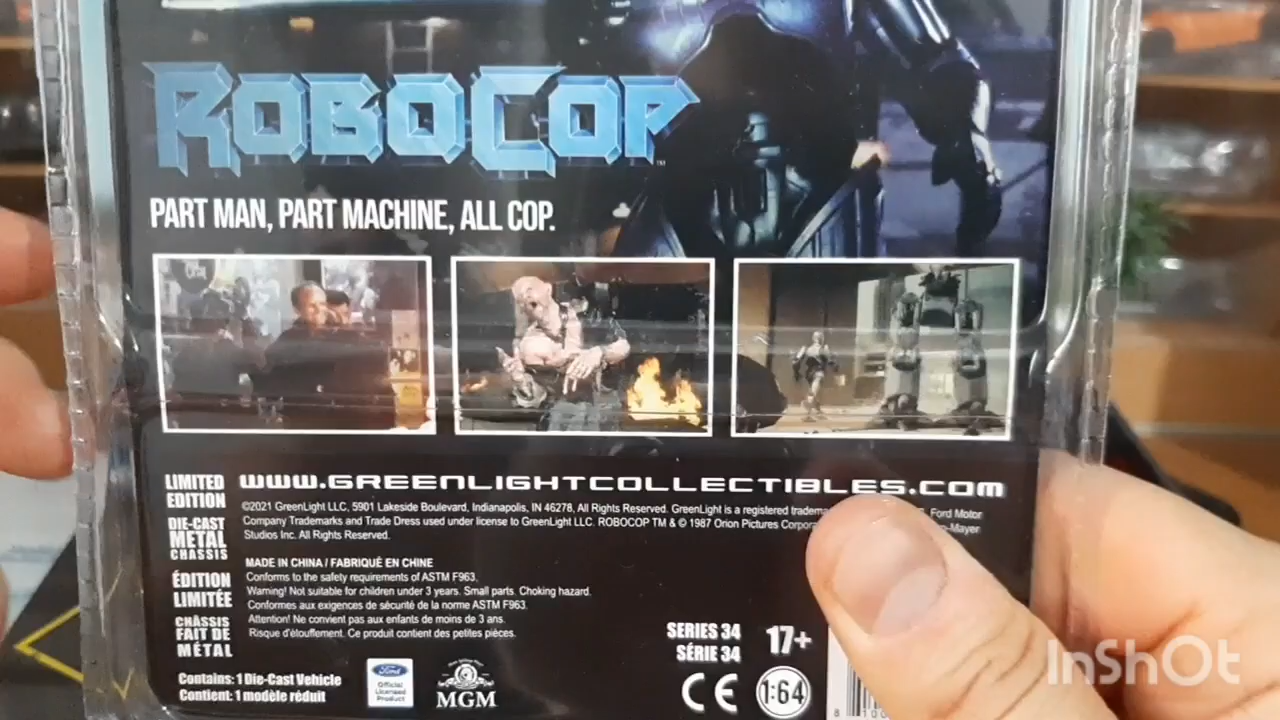 ROBOCOP™
PART MAN, PART MACHINE, ALL COP.
LIMITED
EDITION
DIE-CAST
METAL
CHASSIS
ÉDITION
LIMITÉE
CHÂSSIS
FAIT DE
MÉTAL
WWW.GREENLIGHTCOLLECTIBLES.COM
©2021 GreenLight LLC, 5901 Lakeside Boulevard, Indianapolis, IN 46278, All Rights Reserved. GreenLight is a registered Ford Motor
Company Trademarks and Trade Dress used under license to GreenLight LLC. ROBOCOP TM & © 1987 Orion Pictures
Studios Inc. All Rights Reserved.
MADE IN CHINA / FABRIQUÉ EN CHINE
Conforms to the safety requirements of ASTM F963.
Warning! Not suitable for children under 3 years. Small parts. Choking hazard.
Conformes aux exigences de sécurité de la norme ASTM F963.
Attention! Ne convient pas aux enfants de moins de 3 ans.
Risque d'étouffement. Ce produit contient des petites pièces.
Contains: 1 Die-Cast Vehicle
Contient: 1 modèle réduit
Ford
Official
Licensed
Product
MGM
SERIES 34
SÉRIE 34
17+
CE
1:64
InShOt